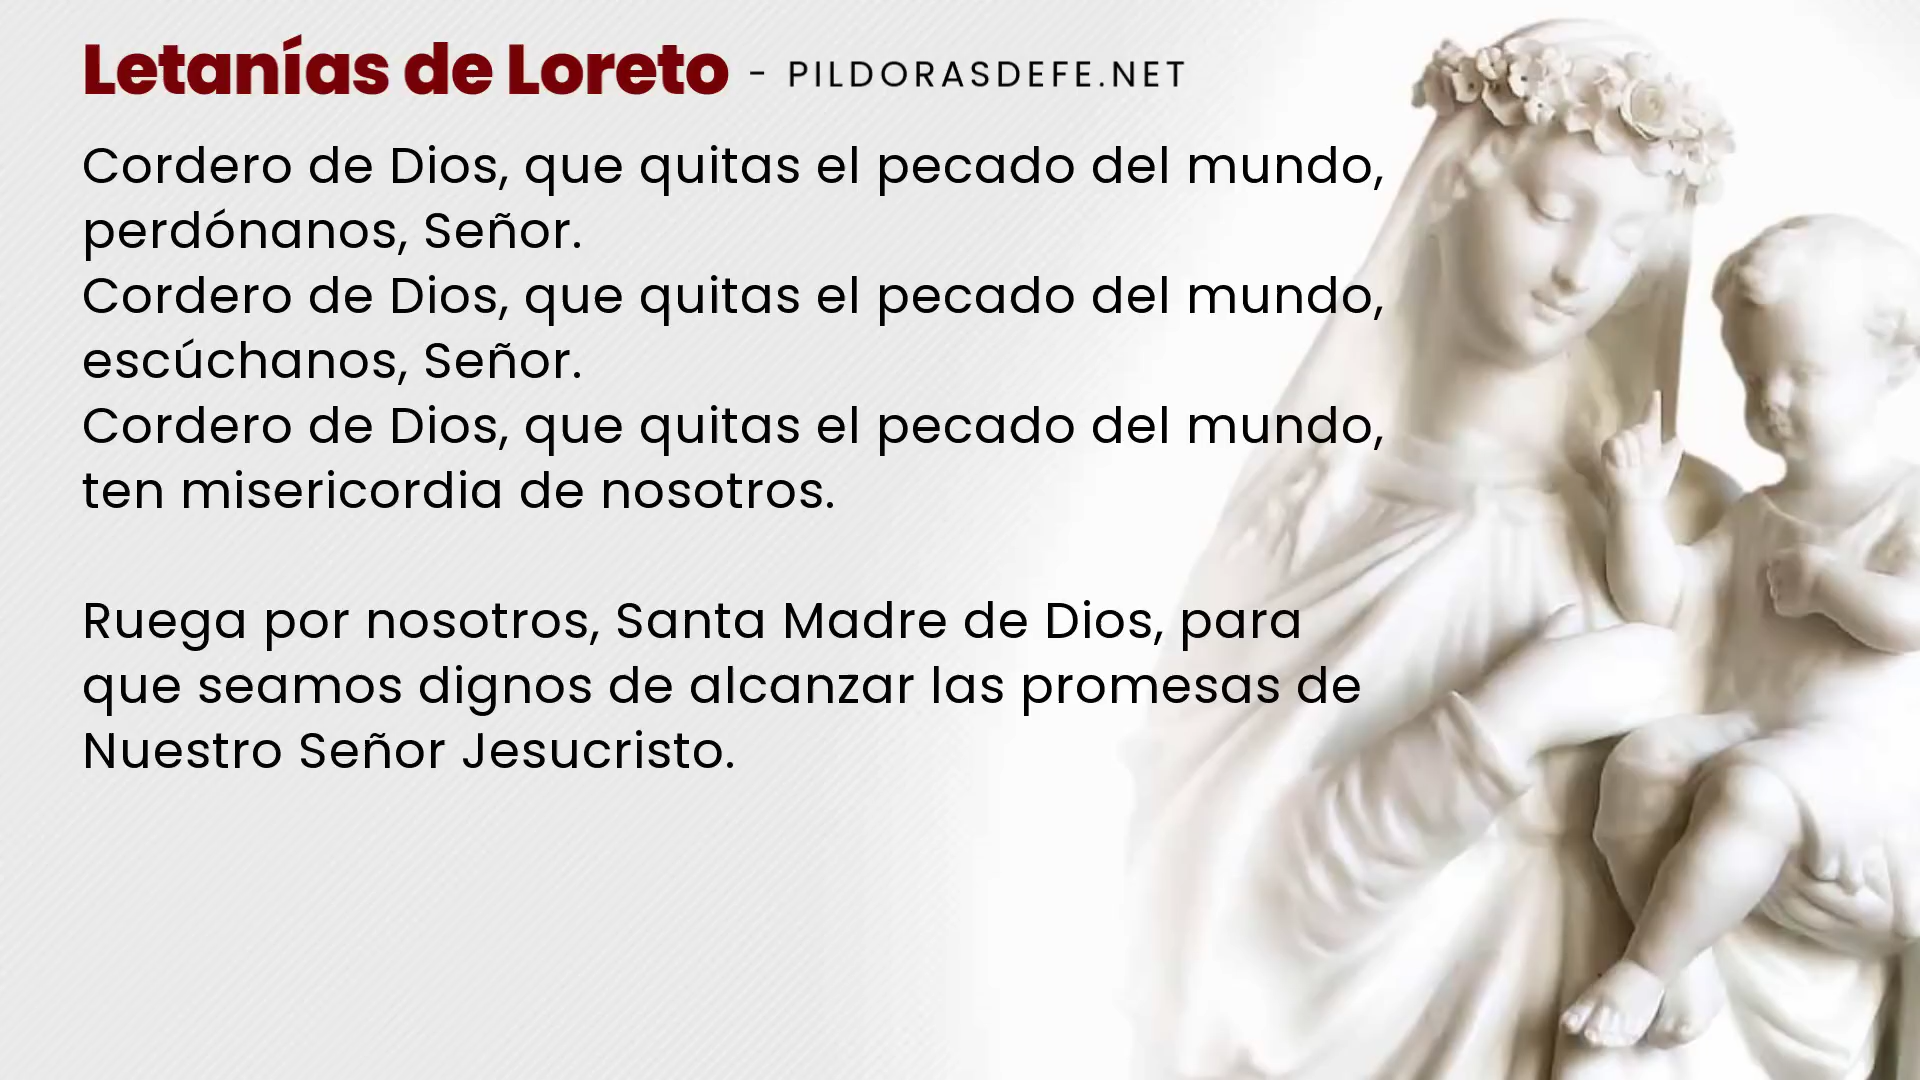 Letanías de Loreto - PILDORASDEFE.NET
Cordero de Dios, que quitas el pecado del mundo,
perdónanos, Señor.
Cordero de Dios, que quitas el pecado del mundo,
escúchanos, Señor.
Cordero de Dios, que quitas el pecado del mundo,
ten misericordia de nosotros.
Ruega por nosotros, Santa Madre de Dios, para
que seamos dignos de alcanzar las promesas de
Nuestro Señor Jesucristo.